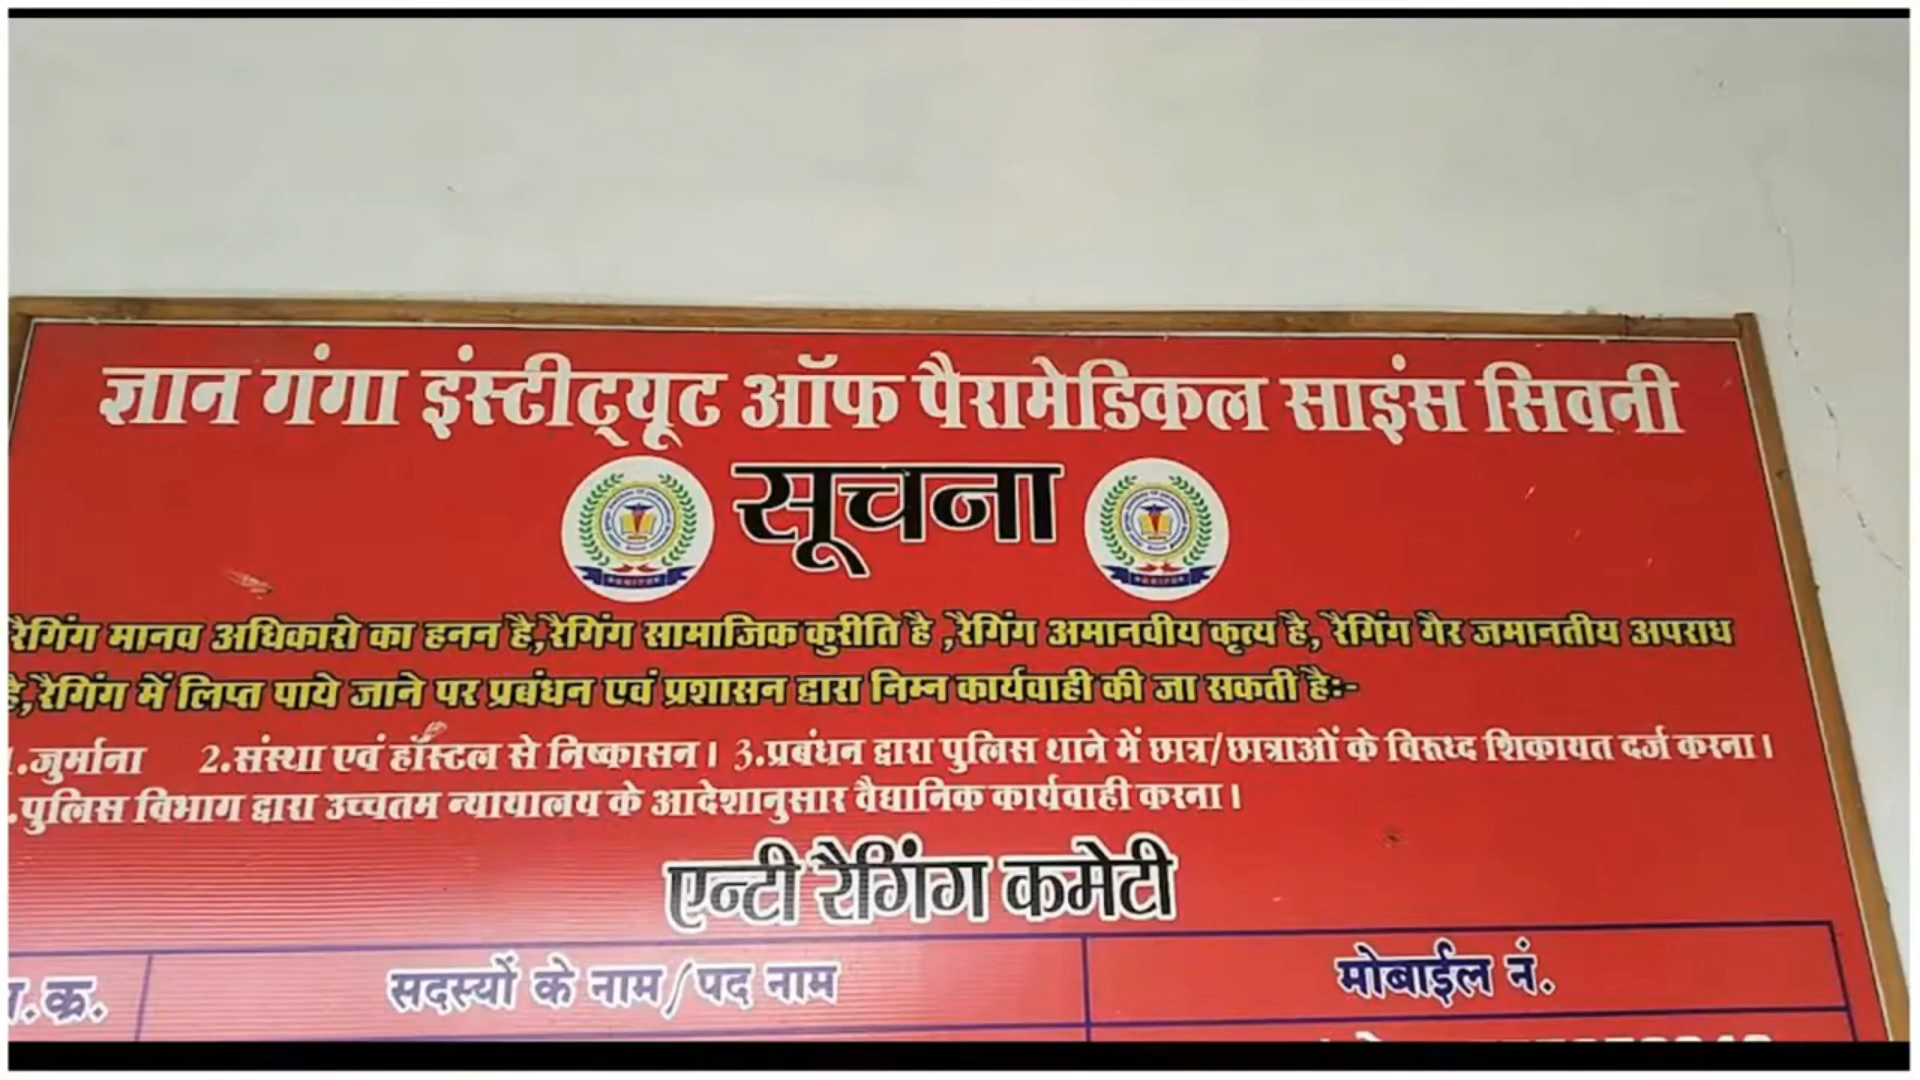 ज्ञान गंगा इंस्टीट्यूट ऑफ पैरामेडिकल साइंस सिवनी
सूचना
रैगिंग मानव अधिकारो का हनन है,रैगिंग सामाजिक कुरीति है ,रैगिंग अमानवीय कृत्य है, रैगिंग गैर जमानतीय अपराध
है,रैगिंग में लिप्त पाये जाने पर प्रबंधन एवं प्रशासन द्वारा निम्न कार्यवाही की जा सकती है:-
1.जुर्माना 2.संस्था एवं हॉस्टल से निष्कासन। 3.प्रबंधन द्वारा पुलिस थाने में छात्र/छात्राओं के विरूध्द शिकायत दर्ज करना।
.पुलिस विभाग द्वारा उच्चतम न्यायालय के आदेशानुसार वैद्यानिक कार्यवाही करना।
एन्टी रैगिंग कमेटी
.क्र. सदस्यों के नाम/पद नाम मोबाईल नं.